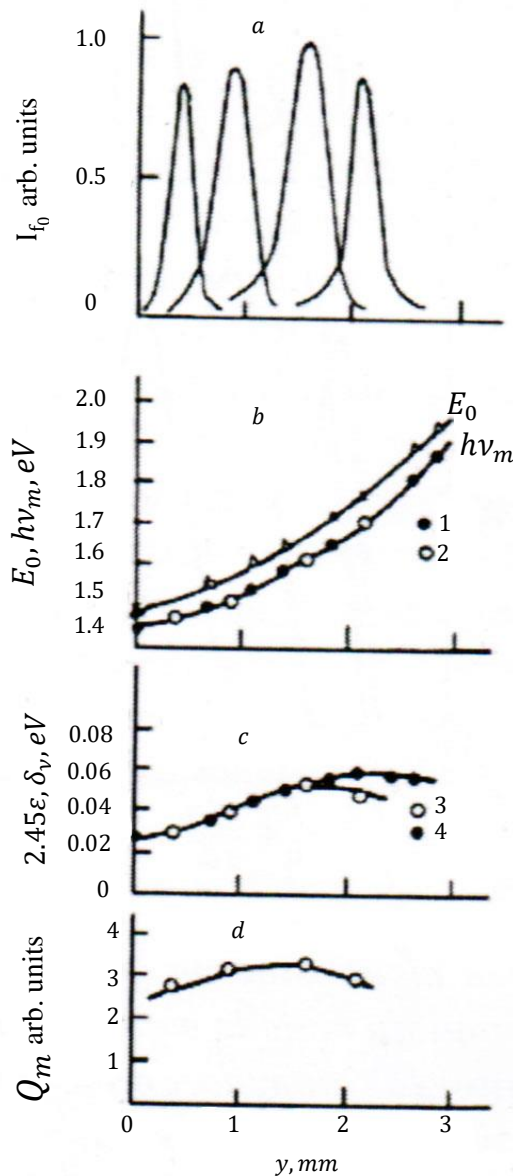 a
1.0
0.5
0
I_{f_0} arb. units
b
2.0
1.9
1.8
1.7
1.6
1.5
1.4
E_0, hν_m, eV
E_0
hν_m
1
2
c
0.08
0.06
0.04
0.02
0
2.45ε, δ_ν, eV
3
4
d
4
3
2
1
Q_m arb. units
0 1 2 3
y, mm